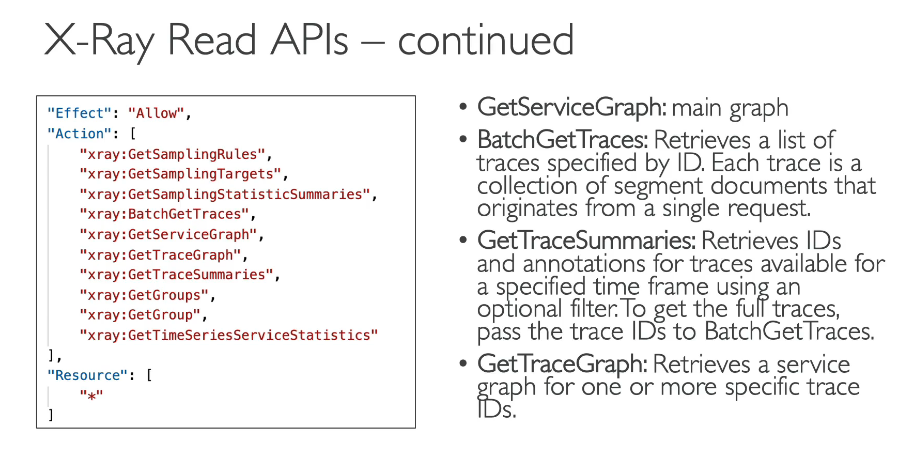 X-Ray Read APIs – continued
"Effect": "Allow",
"Action": [
"xray:GetSamplingRules",
"xray:GetSamplingTargets",
"xray:GetSamplingStatisticSummaries",
"xray:BatchGetTraces",
"xray:GetServiceGraph",
"xray:GetTraceGraph",
"xray:GetTraceSummaries",
"xray:GetGroups",
"xray:GetGroup",
"xray:GetTimeSeriesServiceStatistics"
],
"Resource": [
"*"
]
• GetServiceGraph: main graph
• BatchGetTraces: Retrieves a list of
traces specified by ID. Each trace is a
collection of segment documents that
originates from a single request.
• GetTraceSummaries: Retrieves IDs
and annotations for traces available for
a specified time frame using an
optional filter. To get the full traces,
pass the trace IDs to BatchGetTraces.
• GetTraceGraph: Retrieves a service
graph for one or more specific trace
IDs.